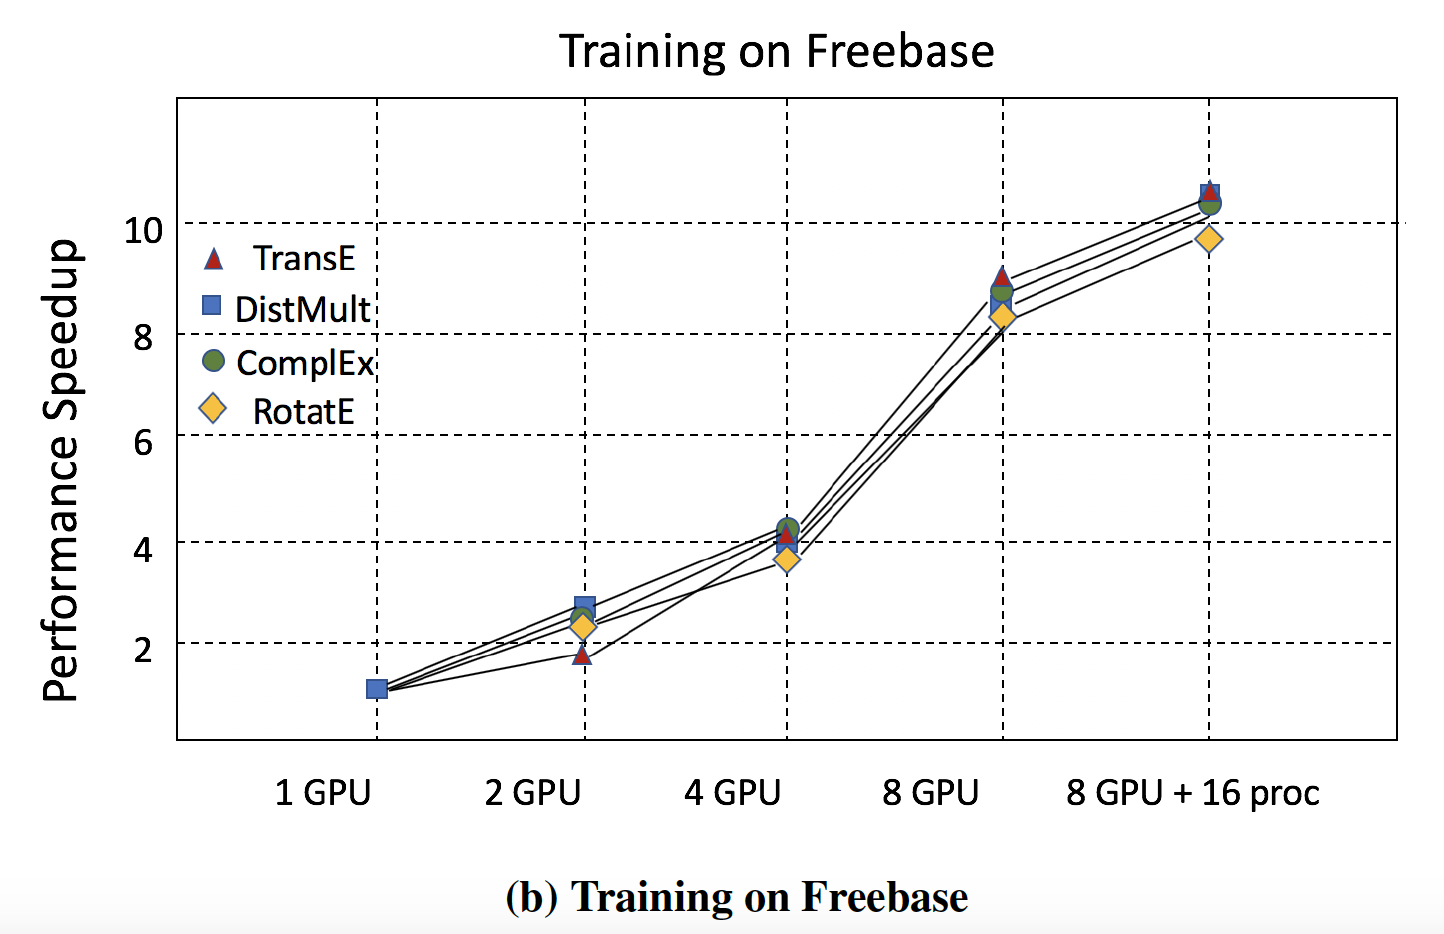 Training on Freebase
Performance Speedup
10
8
6
4
2
TransE
DistMult
ComplEx
RotatE
1 GPU 2 GPU 4 GPU 8 GPU 8 GPU + 16 proc
(b) Training on Freebase